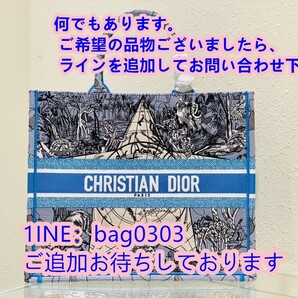 何でもあります。
ご希望の品物ございましたら、
ラインを追加してお問い合わせ下
CHRISTIAN DIOR
PARIS
1INE：bag0303
ご追加お待ちしております